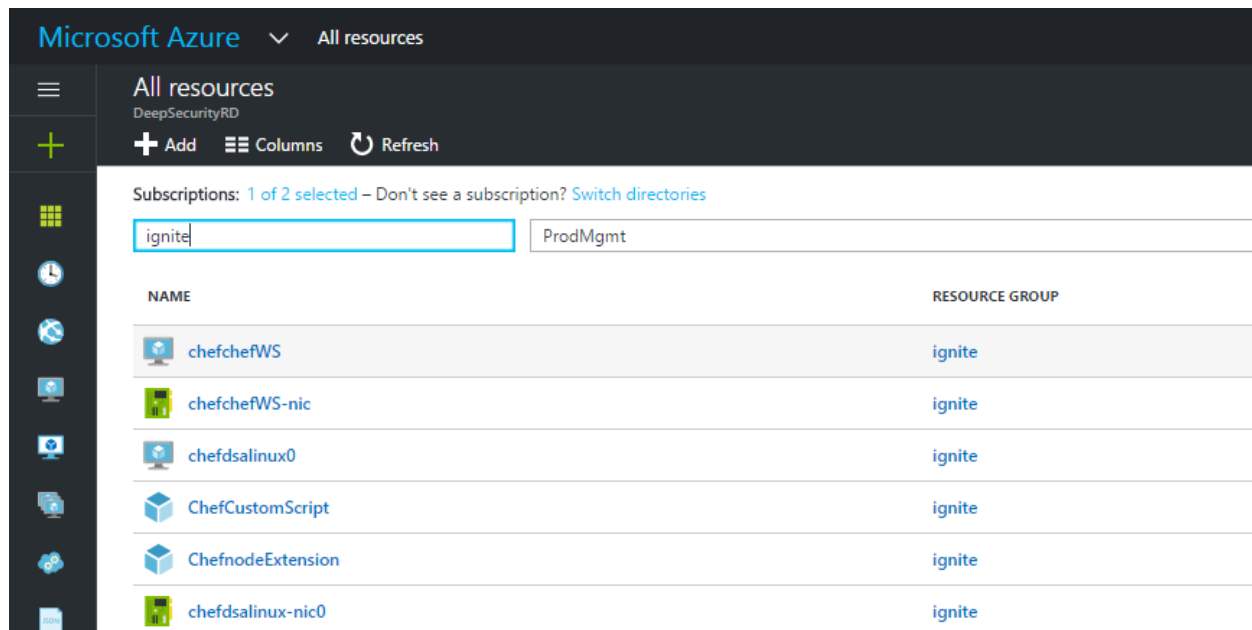 Microsoft Azure All resources
All resources
DeepSecurityRD
Add Columns Refresh
Subscriptions: 1 of 2 selected – Don't see a subscription? Switch directories
ignite ProdMgmt
NAME RESOURCE GROUP
chefchefWS ignite
chefchefWS-nic ignite
chefdsalinux0 ignite
ChefCustomScript ignite
ChefnodeExtension ignite
chefdsalinux-nic0 ignite